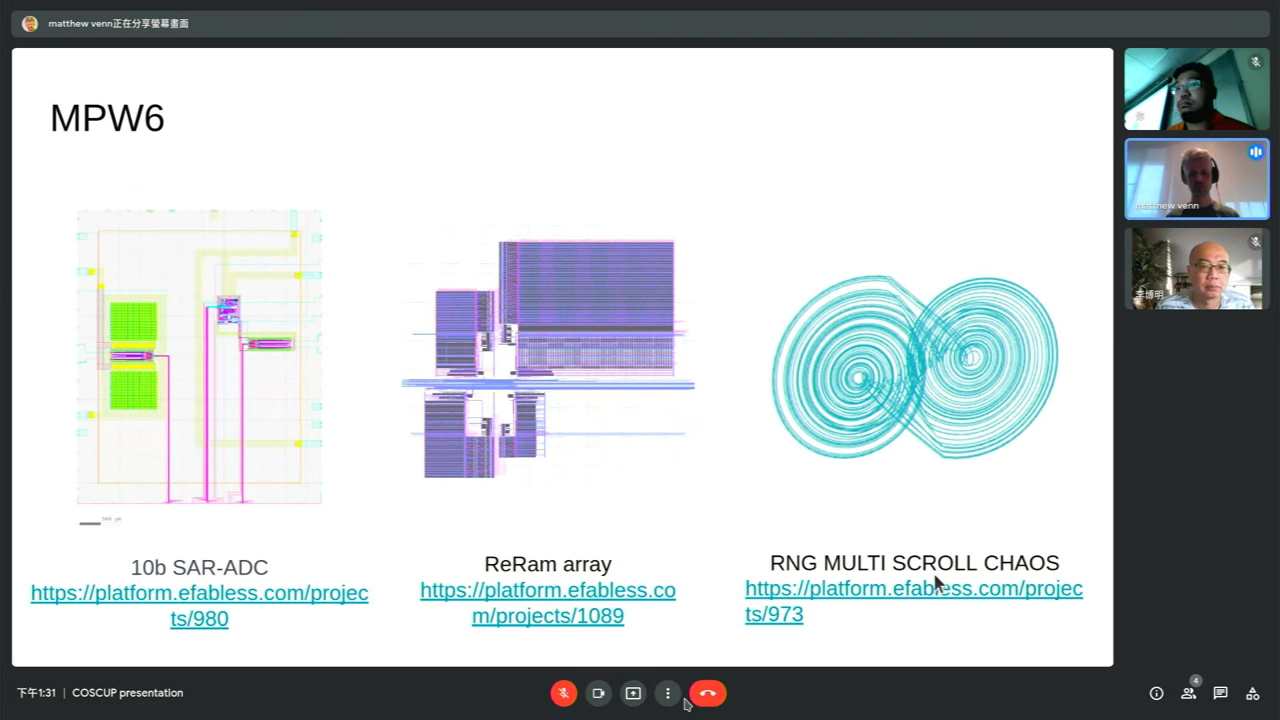 matthew venn正在分享螢幕畫面
MPW6
10b SAR-ADC
https://platform.efabless.com/projec
ts/980
ReRam array
https://platform.efabless.co
m/projects/1089
RNG MULTI SCROLL CHAOS
https://platform.efabless.com/projec
ts/973
matthew venn
李博明
下午1:31 | COSCUP presentation
4